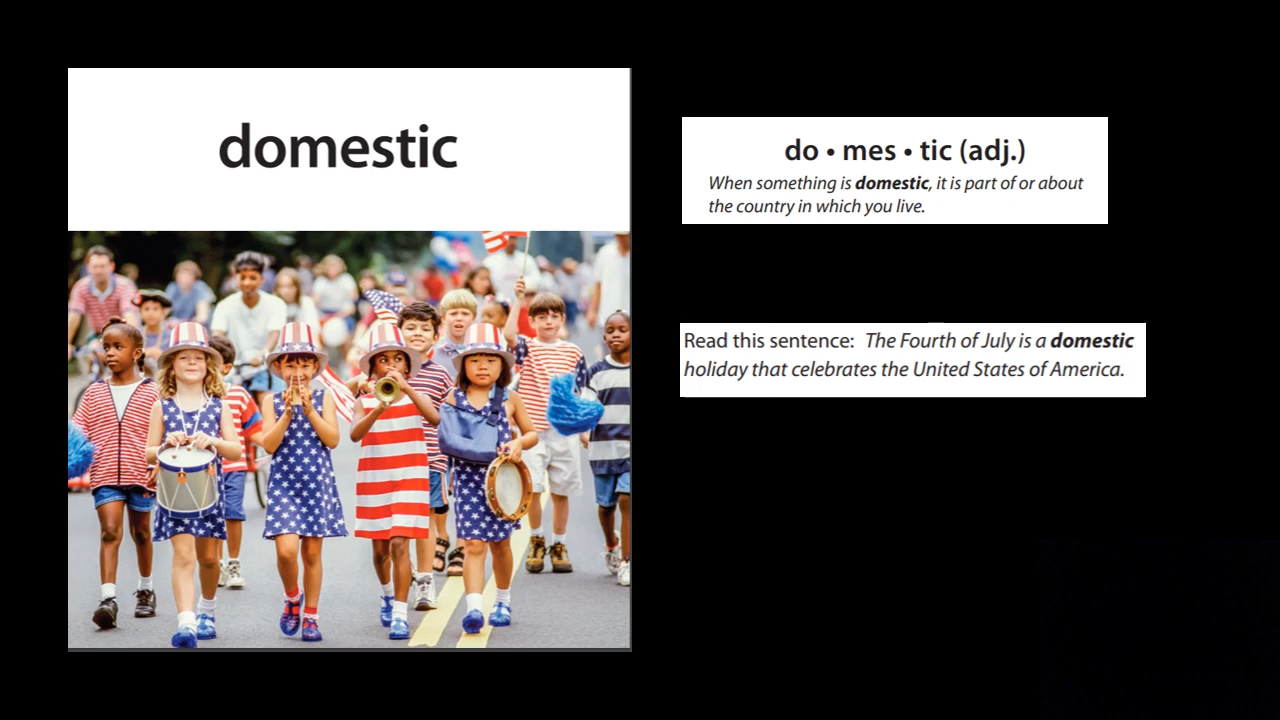 domestic
do • mes • tic (adj.)
When something is domestic, it is part of or about
the country in which you live.
Read this sentence: The Fourth of July is a domestic
holiday that celebrates the United States of America.